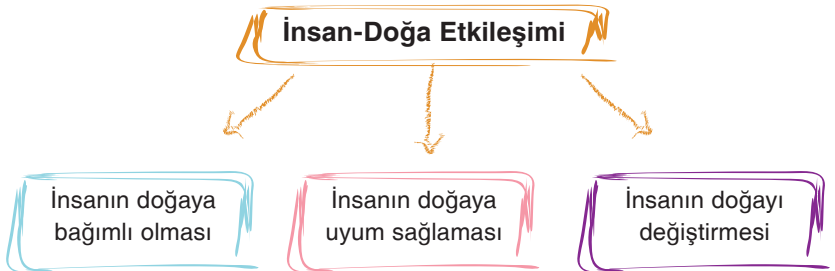 İnsan-Doğa Etkileşimi
İnsanın doğaya
bağımlı olması
İnsanın doğaya
uyum sağlaması
İnsanın doğayı
değiştirmesi